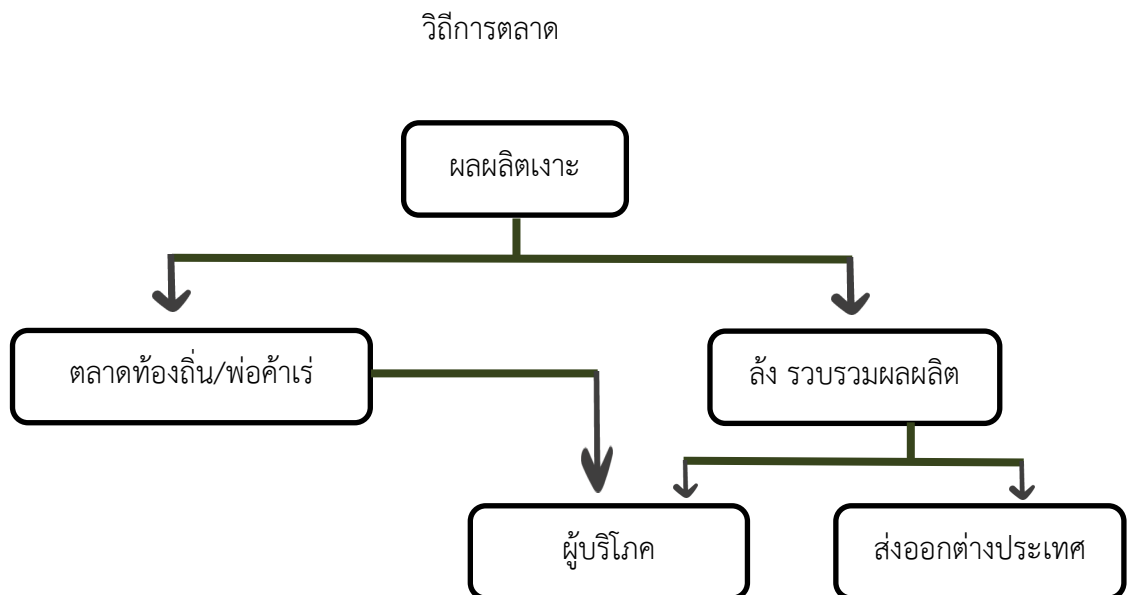 วิถีการตลาด
ผลผลิตเงาะ
ตลาดท้องถิ่น/พ่อค้าเร่
ล้ง รวบรวมผลผลิต
ผู้บริโภค
ส่งออกต่างประเทศ